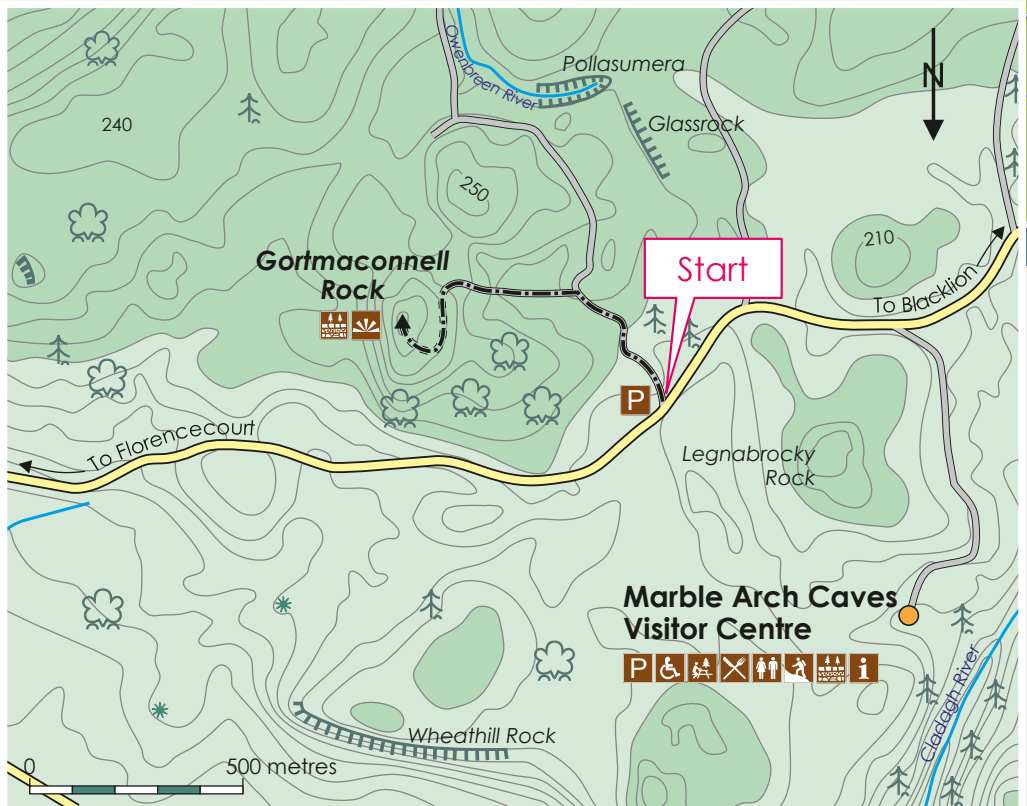 Owenbreen River
Pollasumera
N
Glassrock
240
250
210
Gortmaconnell
Rock
Start
To Blacklion
P
To Florencecourt
Legnabrocky
Rock
Marble Arch Caves
Visitor Centre
P
i
Cladagh River
Wheathill Rock
0 500 metres